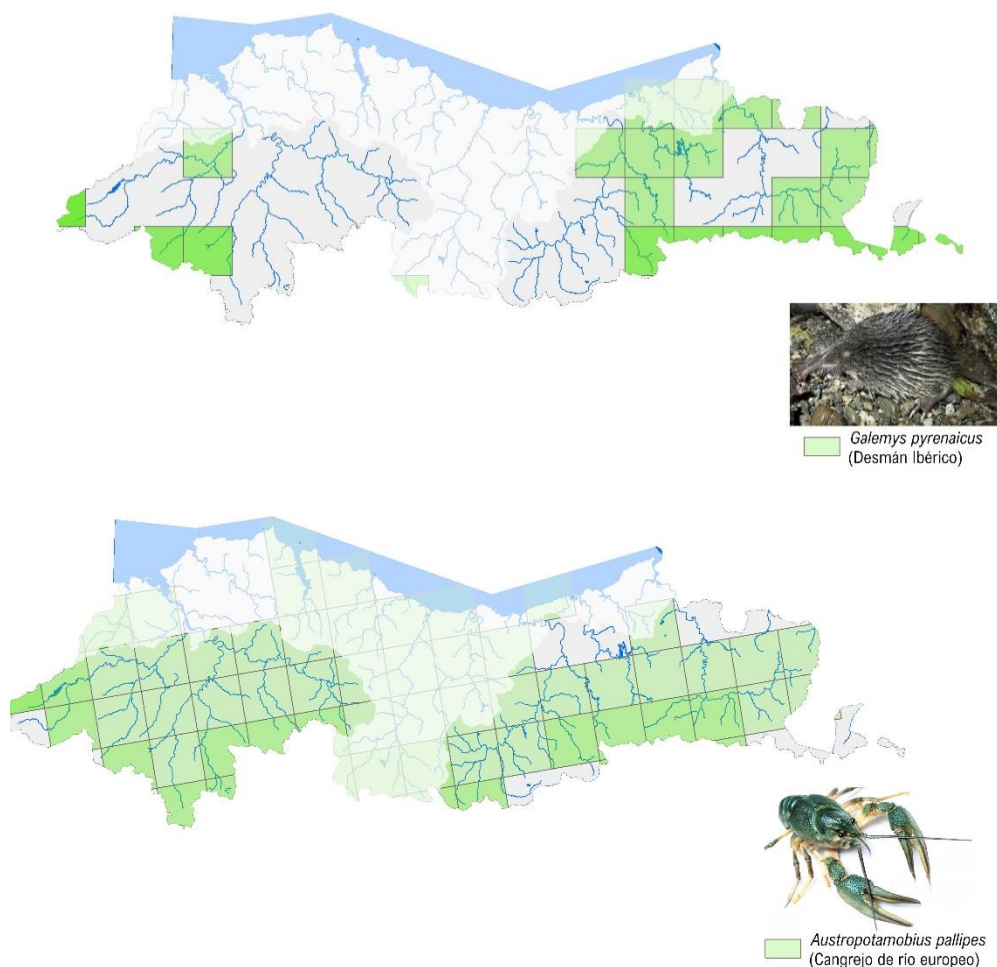 Galemys pyrenaicus
(Desmán Ibérico)
Austropotamobius pallipes
(Cangrejo de río europeo)